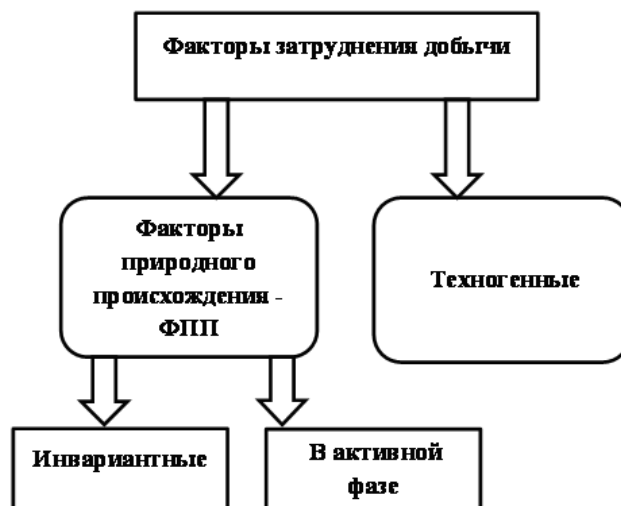 Факторы затруднения добычи
Факторы
природного
происхождения -
ФПП
Техногенные
Инвариантные
В активной
фазе